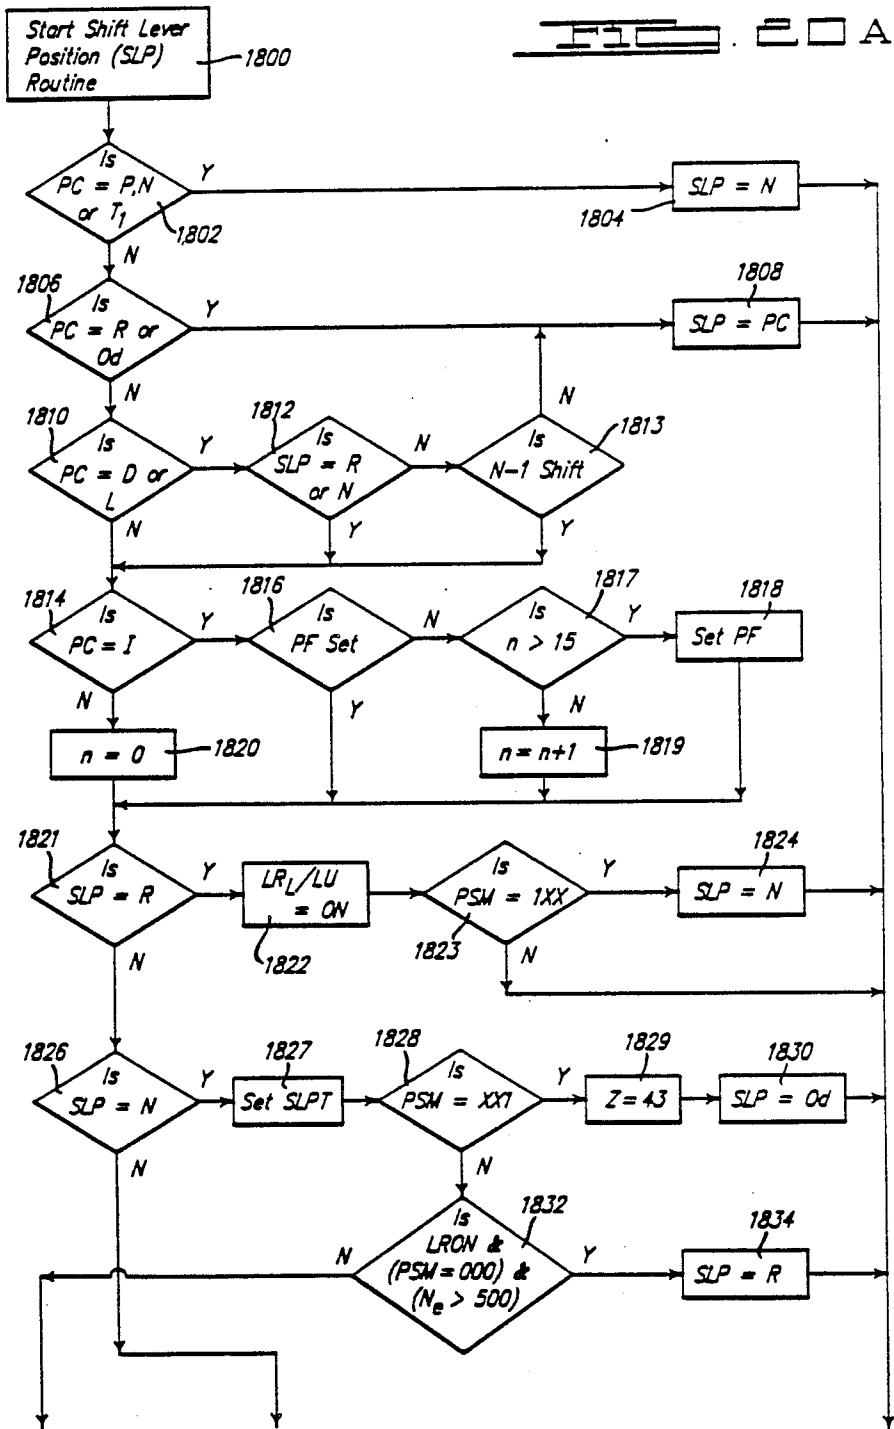 FIG. 20 A
Start Shift Lever
Position (SLP)
Routine
1800
Is
PC = P,N
or T1
1802
Y
N
SLP = N
1804
1806
Is
PC = R or
Od
Y
N
1808
SLP = PC
1810
Is
PC = D or
L
Y
N
1812
Is
SLP = R
or N
N
Y
1813
Is
N-1 Shift
N
Y
1814
Is
PC = I
Y
N
1816
Is
PF Set
N
Y
1817
Is
n > 15
Y
N
1818
Set PF
n = 0
1820
n = n+1
1819
1821
Is
SLP = R
Y
N
LRL/LU
= ON
1822
Is
PSM = 1XX
1823
Y
N
1824
SLP = N
1826
Is
SLP = N
Y
N
1827
Set SLPT
1828
Is
PSM = XX1
Y
N
1829
Z = 43
1830
SLP = Od
1832
Is
LRON &
(PSM = 000) &
(Ne > 500)
N
Y
1834
SLP = R